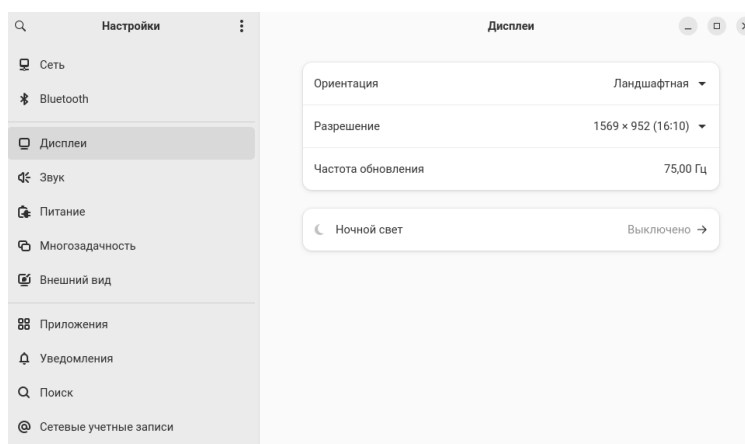 Настройки
Дисплеи
Сеть
Bluetooth
Дисплеи
Звук
Питание
Многозадачность
Внешний вид
Приложения
Уведомления
Поиск
Сетевые учетные записи
Ориентация Ландшафтная
Разрешение 1569 × 952 (16:10)
Частота обновления 75,00 Гц
Ночной свет Выключено